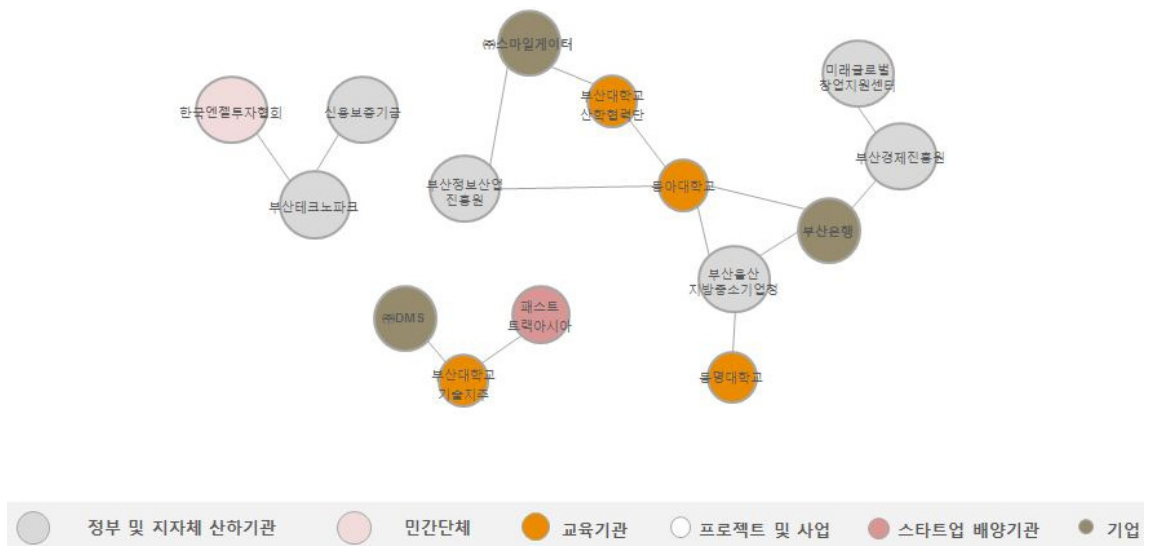 ㈜스마일게이터
미래글로벌
창업지원센터
한국엔젤투자협회
신용보증기금
부산대학교
산학협력단
부산경제진흥원
부산정보산업
진흥원
동아대학교
부산테크노파크
부산은행
부산울산
지방중소기업청
㈜DMS
패스트
트랙아시아
부산대학교
기술지주
동명대학교
정부 및 지자체 산하기관
민간단체
교육기관
프로젝트 및 사업
스타트업 배양기관
기업